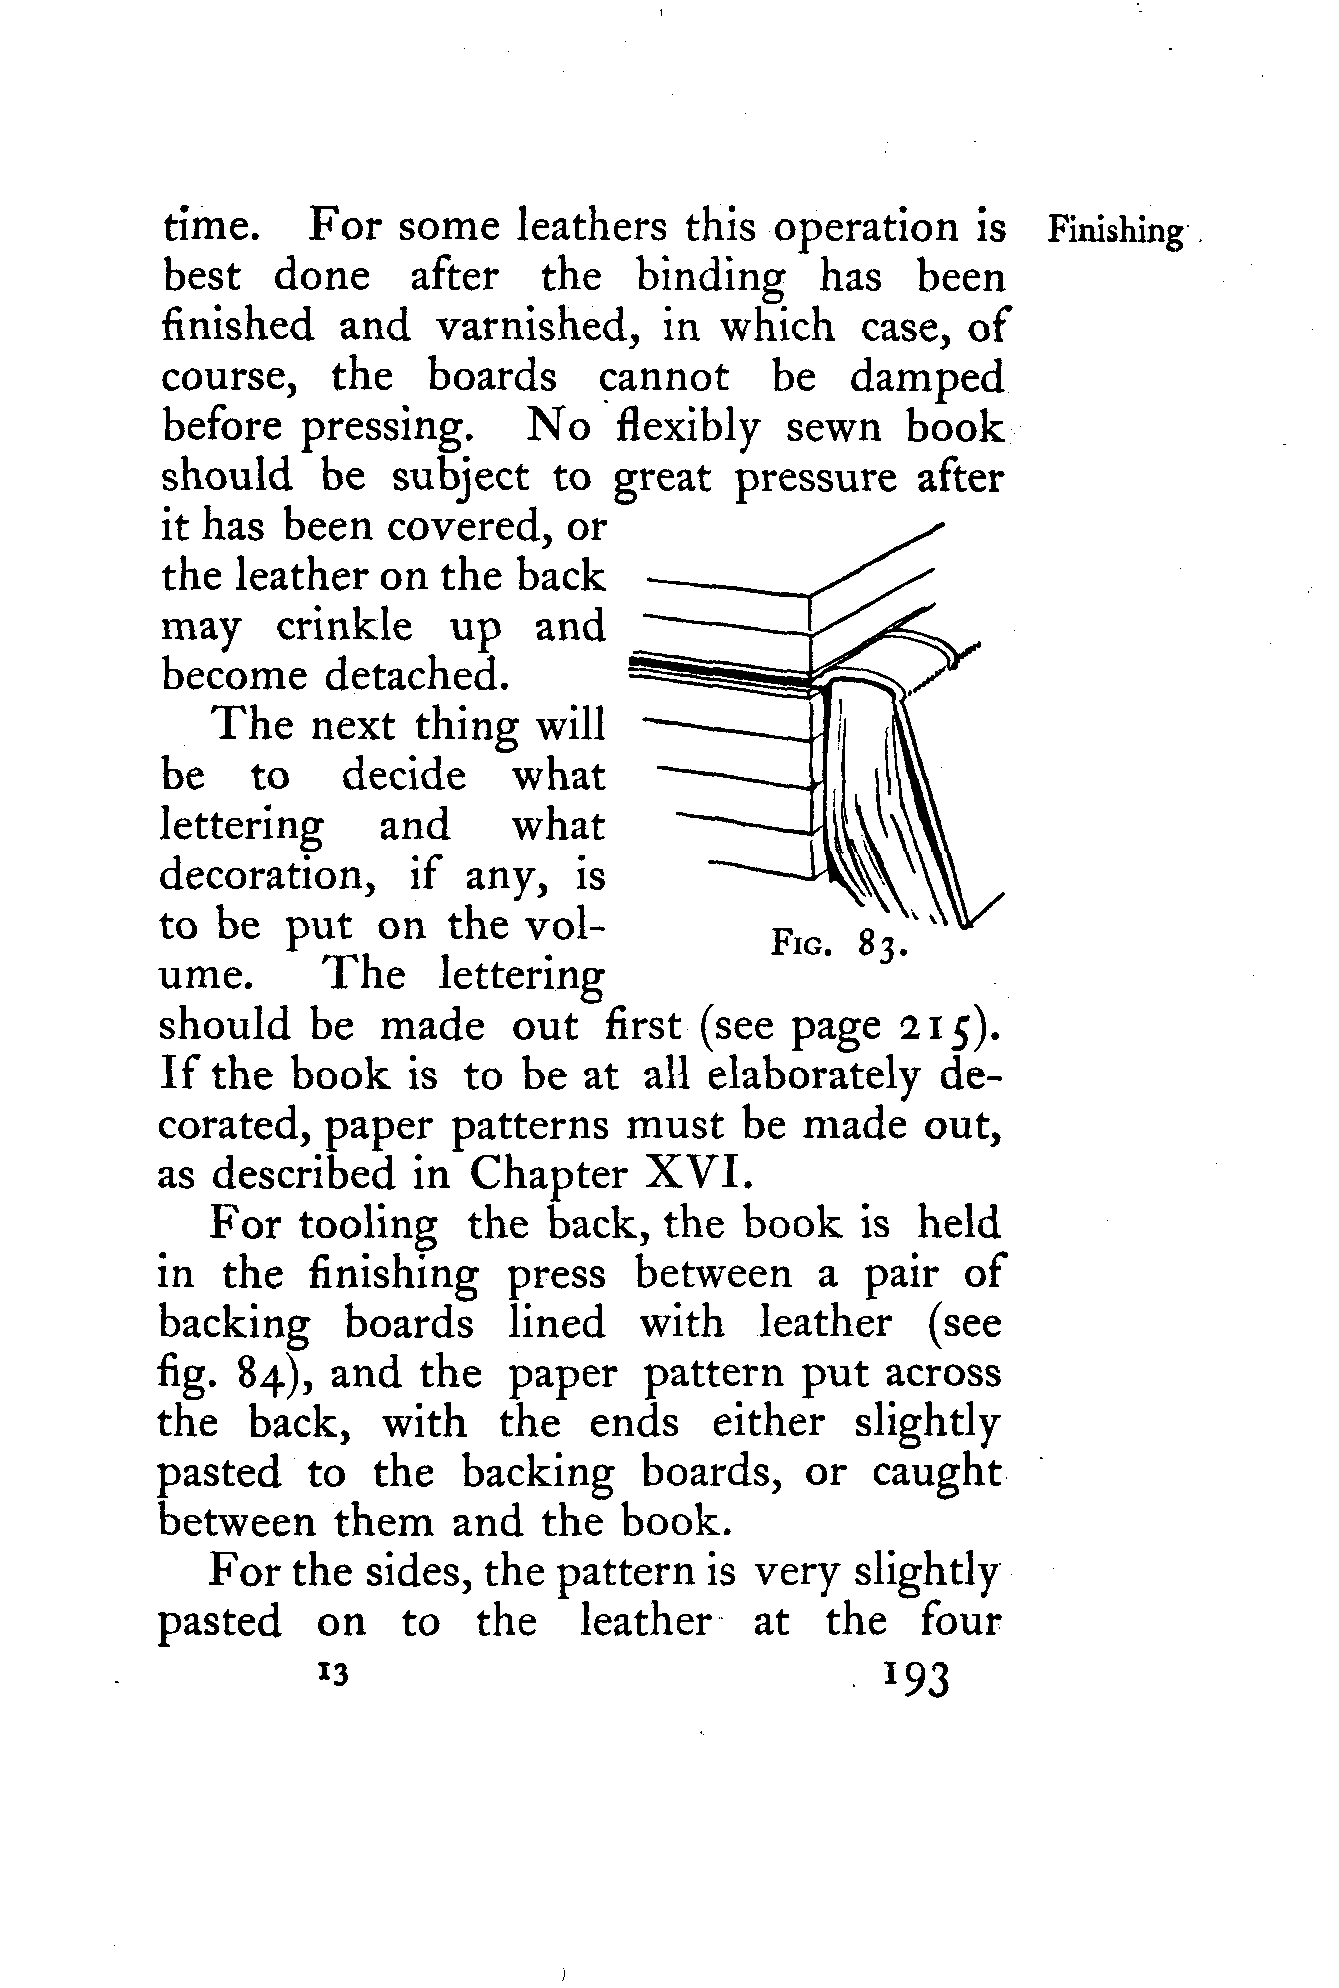 time. For some leathers this operation is
Finishing
best done after the binding has been
finished and varnished, in which case, of
course, the boards cannot be damped
before pressing. No flexibly sewn book
should be subject to great pressure after
it has been covered, or
the leather on the back
may crinkle up and
become detached.
The next thing will
be to decide what
lettering and what
decoration, if any, is
to be put on the vol-
ume. The lettering
FIG. 83.
should be made out first (see page 215).
If the book is to be at all elaborately de-
corated, paper patterns must be made out,
as described in Chapter XVI.
For tooling the back, the book is held
in the finishing press between a pair of
backing boards lined with leather (see
fig. 84), and the paper pattern put across
the back, with the ends either slightly
pasted to the backing boards, or caught
between them and the book.
For the sides, the pattern is very slightly
pasted on to the leather at the four
13 193